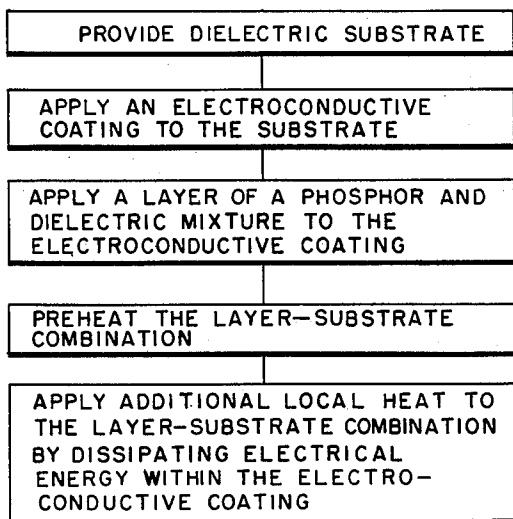 PROVIDE DIELECTRIC SUBSTRATE
APPLY AN ELECTROCONDUCTIVE
COATING TO THE SUBSTRATE
APPLY A LAYER OF A PHOSPHOR AND
DIELECTRIC MIXTURE TO THE
ELECTROCONDUCTIVE COATING
PREHEAT THE LAYER-SUBSTRATE
COMBINATION
APPLY ADDITIONAL LOCAL HEAT TO
THE LAYER-SUBSTRATE COMBINATION
BY DISSIPATING ELECTRICAL
ENERGY WITHIN THE ELECTRO-
CONDUCTIVE COATING